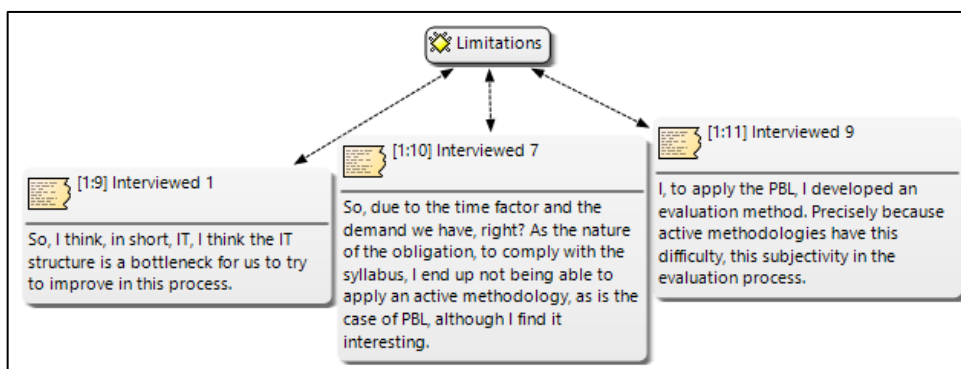 Limitations
[1:9] Interviewed 1
So, I think, in short, IT, I think the IT
structure is a bottleneck for us to try
to improve in this process.
[1:10] Interviewed 7
So, due to the time factor and the
demand we have, right? As the nature
of the obligation, to comply with the
syllabus, I end up not being able to
apply an active methodology, as is the
case of PBL, although I find it
interesting.
[1:11] Interviewed 9
I, to apply the PBL, I developed an
evaluation method. Precisely because
active methodologies have this
difficulty, this subjectivity in the
evaluation process.